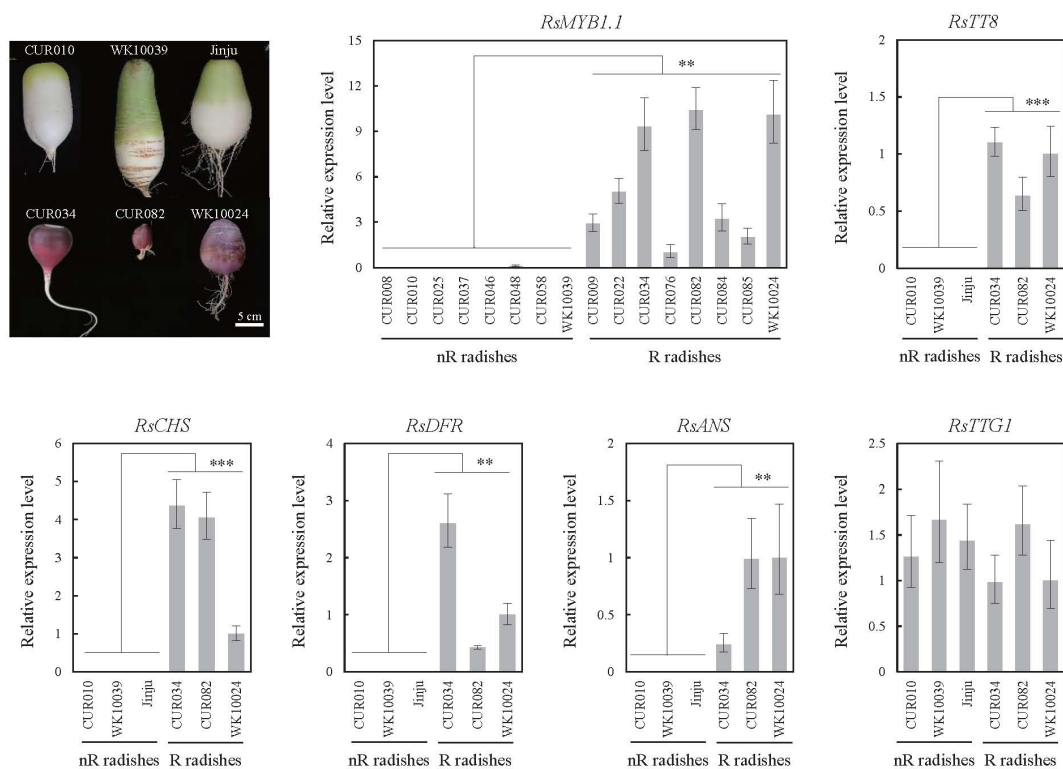 CUR010 WK10039 Jinju
CUR034 CUR082 WK10024
5 cm
RsMYB1.1
Relative expression level
15
12
9
6
3
0
**
CUR008
CUR010
CUR025
CUR037
CUR046
CUR048
CUR058
WK10039
CUR009
CUR022
CUR034
CUR076
CUR082
CUR084
CUR085
WK10024
nR radishes
R radishes
RsTT8
Relative expression level
2
1.5
1
0.5
0
***
CUR010
WK10039
Jinju
CUR034
CUR082
WK10024
nR radishes
R radishes
RsCHS
Relative expression level
6
5
4
3
2
1
0
***
CUR010
WK10039
Jinju
CUR034
CUR082
WK10024
nR radishes
R radishes
RsDFR
Relative expression level
4
3
2
1
0
**
CUR010
WK10039
Jinju
CUR034
CUR082
WK10024
nR radishes
R radishes
RsANS
Relative expression level
2
1.5
1
0.5
0
**
CUR010
WK10039
Jinju
CUR034
CUR082
WK10024
nR radishes
R radishes
RsTTG1
Relative expression level
2.5
2
1.5
1
0.5
0
CUR010
WK10039
Jinju
CUR034
CUR082
WK10024
nR radishes
R radishes